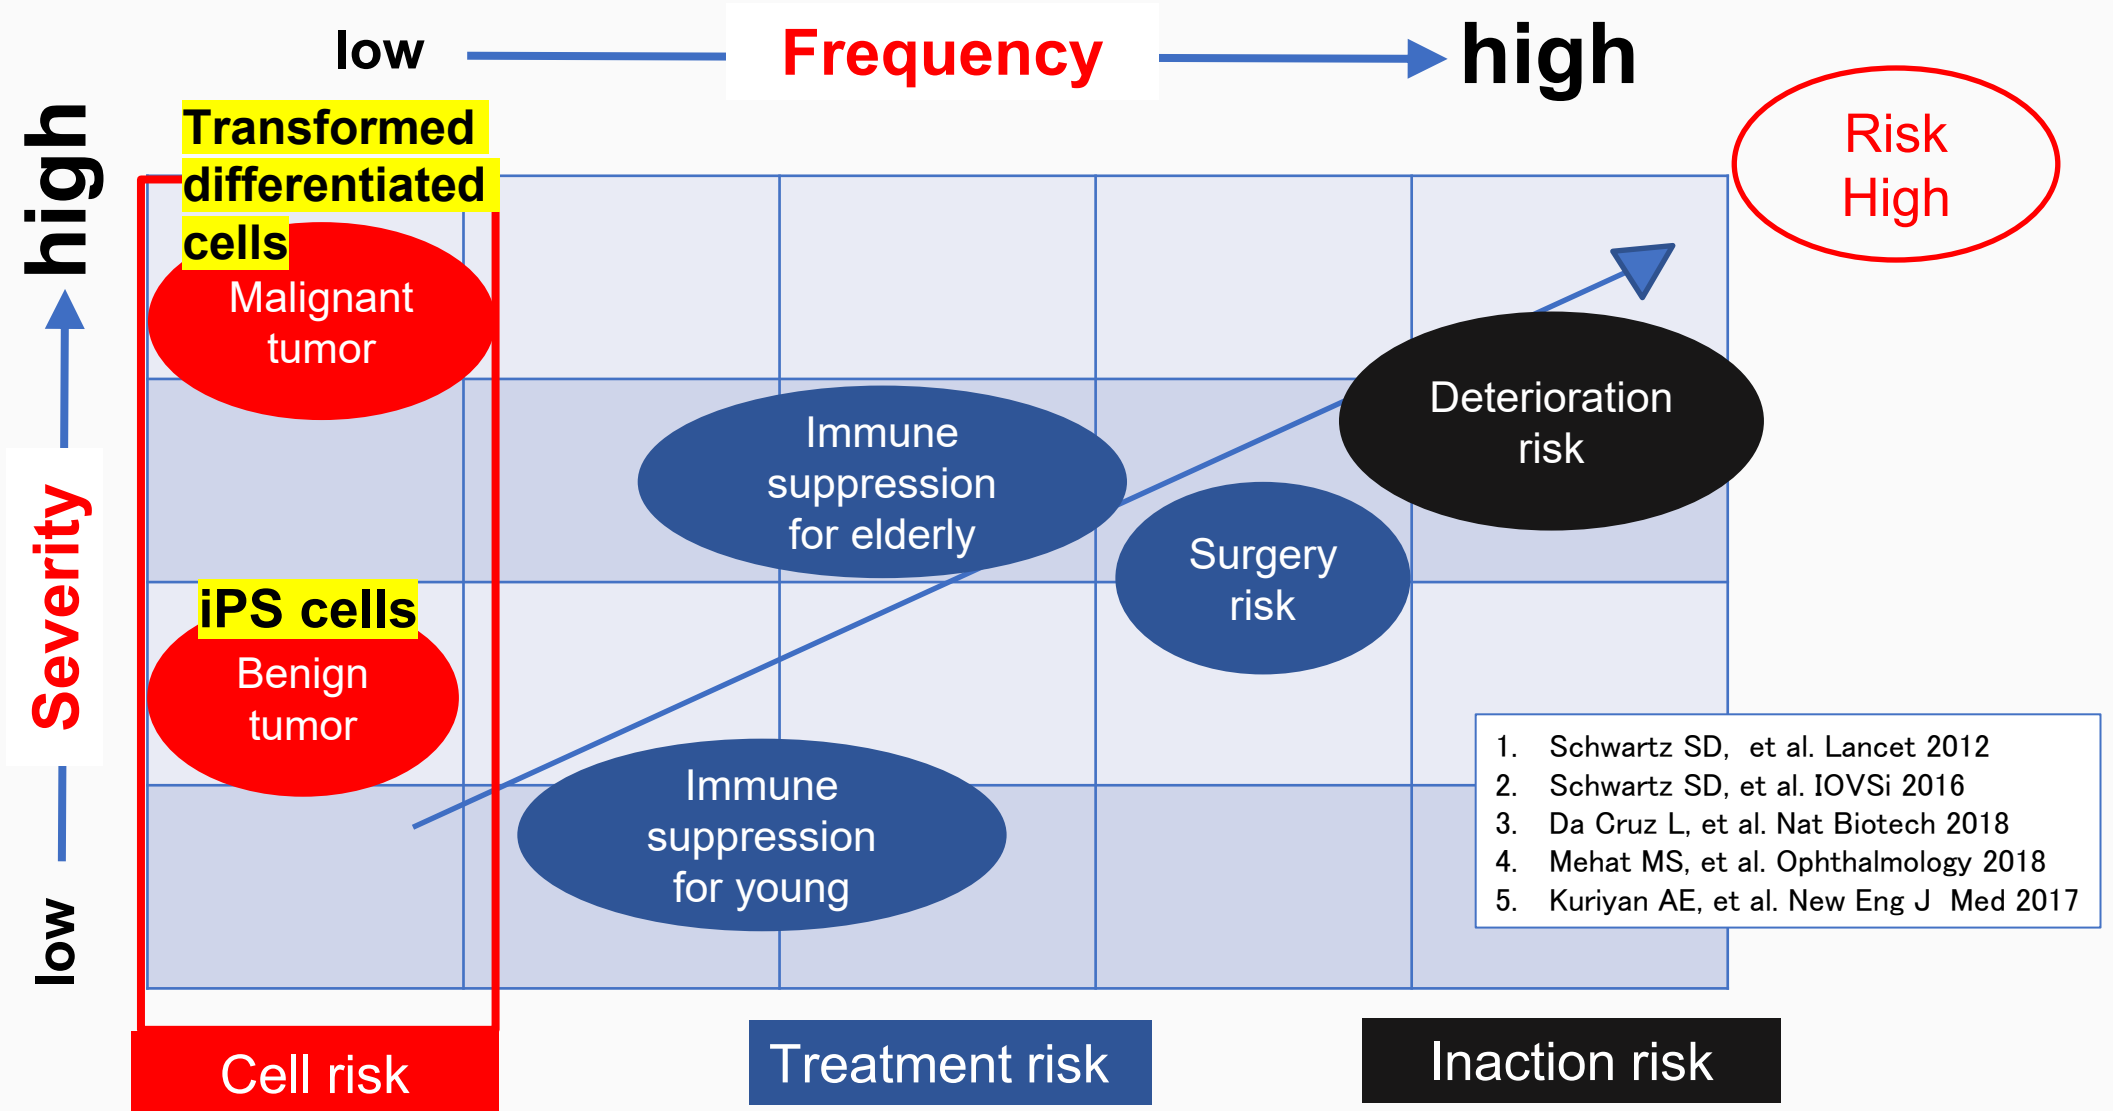 low
Frequency
high
Risk
High
high
Severity
low
Transformed
differentiated
cells
Malignant
tumor
Immune
suppression
for elderly
Deterioration
risk
Surgery
risk
iPS cells
Benign
tumor
Immune
suppression
for young
1. Schwartz SD, et al. Lancet 2012
2. Schwartz SD, et al. IOVSi 2016
3. Da Cruz L, et al. Nat Biotech 2018
4. Mehat MS, et al. Ophthalmology 2018
5. Kuriyan AE, et al. New Eng J Med 2017
Cell risk
Treatment risk
Inaction risk